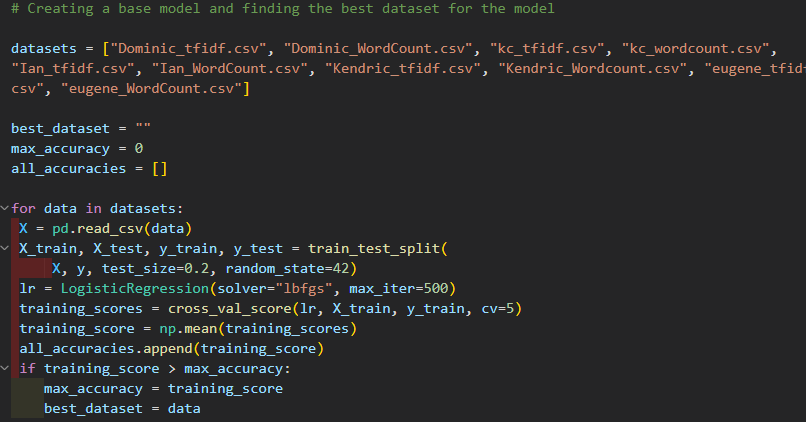 # Creating a base model and finding the best dataset for the model
datasets = ["Dominic_tfidf.csv", "Dominic_WordCount.csv", "kc_tfidf.csv", "kc_wordcount.csv",
"Ian_tfidf.csv", "Ian_WordCount.csv", "Kendric_tfidf.csv", "Kendric_Wordcount.csv", "eugene_tfidf.
csv", "eugene_WordCount.csv"]
best_dataset = ""
max_accuracy = 0
all_accuracies = []
for data in datasets:
X = pd.read_csv(data)
X_train, X_test, y_train, y_test = train_test_split(
X, y, test_size=0.2, random_state=42)
lr = LogisticRegression(solver="lbfgs", max_iter=500)
training_scores = cross_val_score(lr, X_train, y_train, cv=5)
training_score = np.mean(training_scores)
all_accuracies.append(training_score)
if training_score > max_accuracy:
max_accuracy = training_score
best_dataset = data